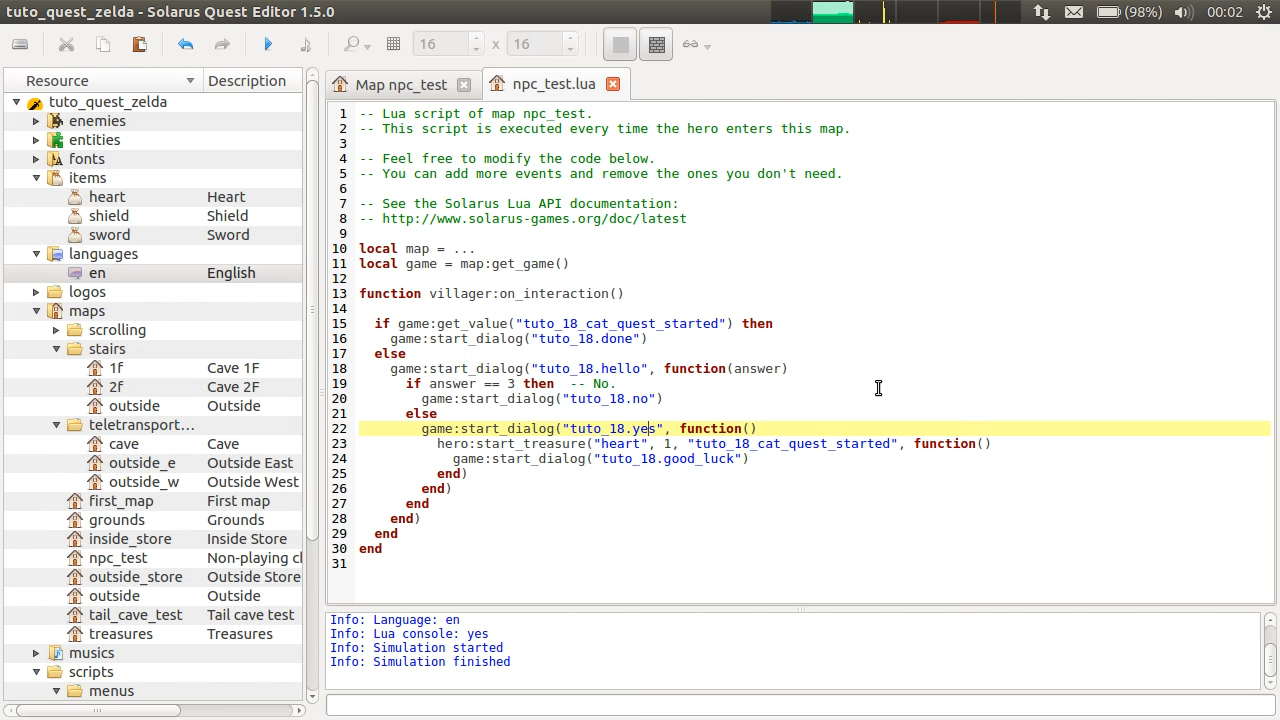 tuto_quest_zelda - Solarus Quest Editor 1.5.0
(98%)
00:02
16 x 16
Resource Description
tuto_quest_zelda
enemies
entities
fonts
items
heart Heart
shield Shield
sword Sword
languages
en English
logos
maps
scrolling
stairs
1f Cave 1F
2f Cave 2F
outside Outside
teletransport...
cave Cave
outside_e Outside East
outside_w Outside West
first_map First map
grounds Grounds
inside_store Inside Store
npc_test Non-playing cl
outside_store Outside Store
outside Outside
tail_cave_test Tail cave test
treasures Treasures
musics
scripts
menus
Map npc_test
npc_test.lua
1 -- Lua script of map npc_test.
2 -- This script is executed every time the hero enters this map.
3
4 -- Feel free to modify the code below.
5 -- You can add more events and remove the ones you don't need.
6
7 -- See the Solarus Lua API documentation:
8 -- http://www.solarus-games.org/doc/latest
9
10 local map = ...
11 local game = map:get_game()
12
13 function villager:on_interaction()
14
15 if game:get_value("tuto_18_cat_quest_started") then
16 game:start_dialog("tuto_18.done")
17 else
18 game:start_dialog("tuto_18.hello", function(answer)
19 if answer == 3 then -- No.
20 game:start_dialog("tuto_18.no")
21 else
22 game:start_dialog("tuto_18.yes", function()
23 hero:start_treasure("heart", 1, "tuto_18_cat_quest_started", function()
24 game:start_dialog("tuto_18.good_luck")
25 end)
26 end)
27 end
28 end)
29 end
30 end
31
Info: Language: en
Info: Lua console: yes
Info: Simulation started
Info: Simulation finished